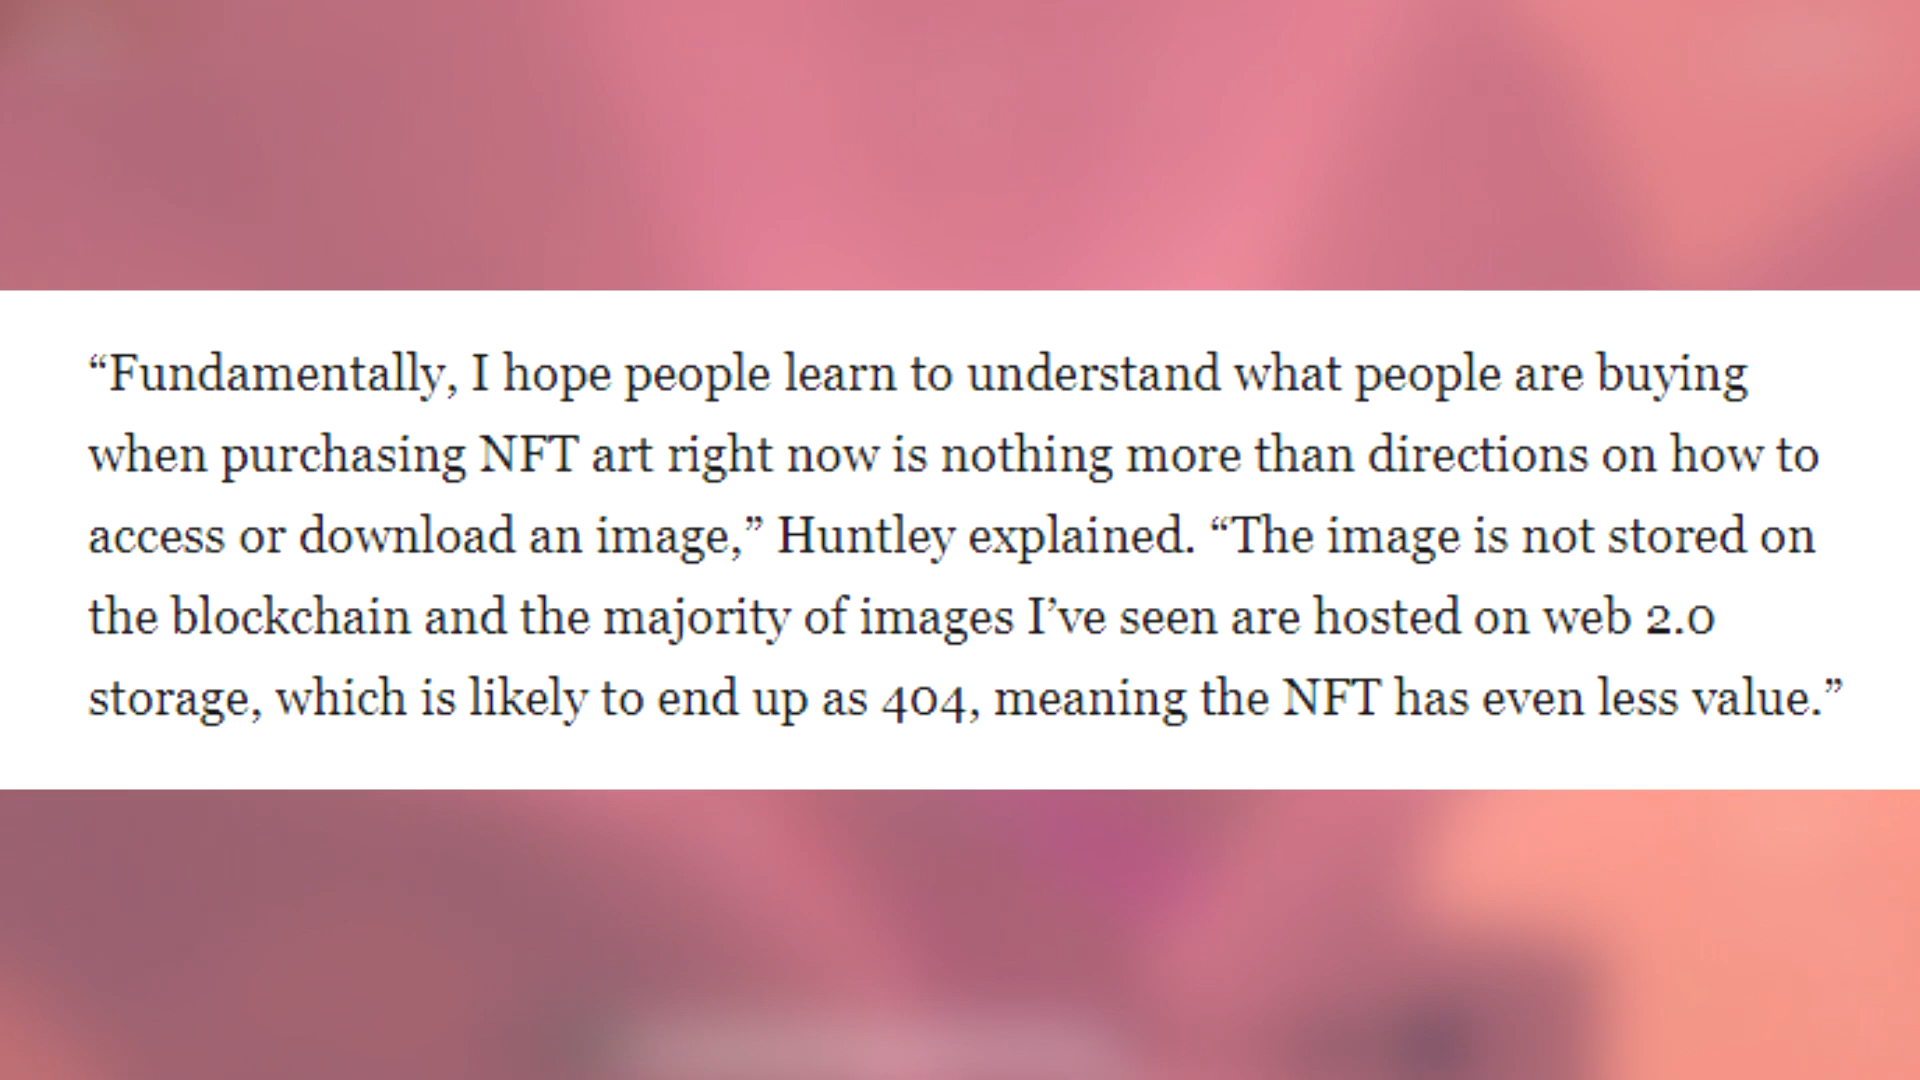 “Fundamentally, I hope people learn to understand what people are buying
when purchasing NFT art right now is nothing more than directions on how to
access or download an image,” Huntley explained. “The image is not stored on
the blockchain and the majority of images I’ve seen are hosted on web 2.0
storage, which is likely to end up as 404, meaning the NFT has even less value.”